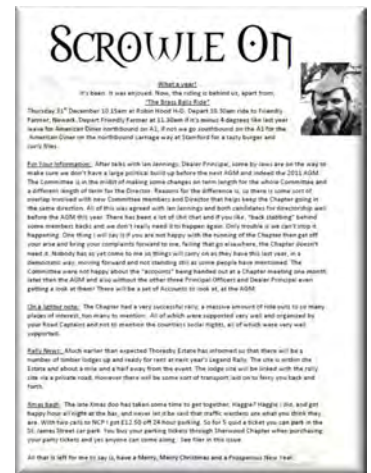 SCROWLE ON
What a year!
It's been. It was enjoyed. Now, the riding is behind us, apart from,
"The Brass Balls Ride"
Thursday 31st December 10.15am at Robin Hood H-D. Depart 10.30am ride to Friendly
Farmer, Newark. Depart Friendly Farmer at 11.30am if it's minus 4 degrees like last year
leave for American Diner northbound on A1, if not we go southbound on the A1 for the
American Diner on the northbound carriage way at Stamford for a tasty burger and
curly fries.
For Your Information: After talks with Ian Jennings, Dealer Principal, some by laws are on the way to
make sure we don't have a large political build up before the next AGM and indeed the 2011 AGM.
The Committee is in the midst of making some changes on term length for the whole Committee and
a different length of term for the Director. Reasons for the difference is, so there is some sort of
overlap involved with new Committee Members and Director that helps keep the Chapter going in
the same direction. All of this was agreed with Ian Jennings and both candidates for directorship well
before the AGM this year. There has been a lot of chit chat and if you like, "back stabbing" behind
some members backs and we don't really need it to happen again. Only trouble is we can't stop it
happening. One thing I will say is if you are not happy with the running of the Chapter then get off
your arse and bring your complaints forward to me, failing that go elsewhere, the Chapter doesn't
need it. Nobody has as yet come to me so things will carry on as they have this last year, in a
democratic way, moving forward and not standing still as some people have mentioned. The
Committee were not happy about the "accounts" being handed out at a Chapter meeting one month
later then the AGM and also without the other three Principal Officers and Dealer Principal even
getting a look at them! There will be a set of Accounts to look at, at the AGM.
On a lighter note: The Chapter had a very successful rally, a massive amount of ride outs to so many
places of interest, too many to mention. All of which were supported very well and organised by
your Road Captains and not to mention the countless social nights, all of which were very well
supported.
Rally News: Much earlier than expected Thoresby Estate has informed us that there will be a
number of timber lodges up and ready for rent at next year's Legend Rally. The site is within the
Estate and about a mile and a half away from the event. The lodge site will be linked with the rally
site via a private road. However there will be some sort of transport laid on to ferry you back and
forth.
Xmas bash: The late Xmas doo has taken some time to get together. Haggle? Haggle I did, and got
happy hour all night at the bar, and never let it be said that traffic wardens are what you think they
are. With two calls to NCP I got £12.50 off 24 hour parking. So for 5 quid a ticket you can park in the
St. James Street car park. You buy your parking tickets through Sherwood Chapter when purchasing
your party tickets and yes anyone can come along. See flier in this issue.
All that is left for me to say is, have a Merry, Merry Christmas and a Prosperous New Year.